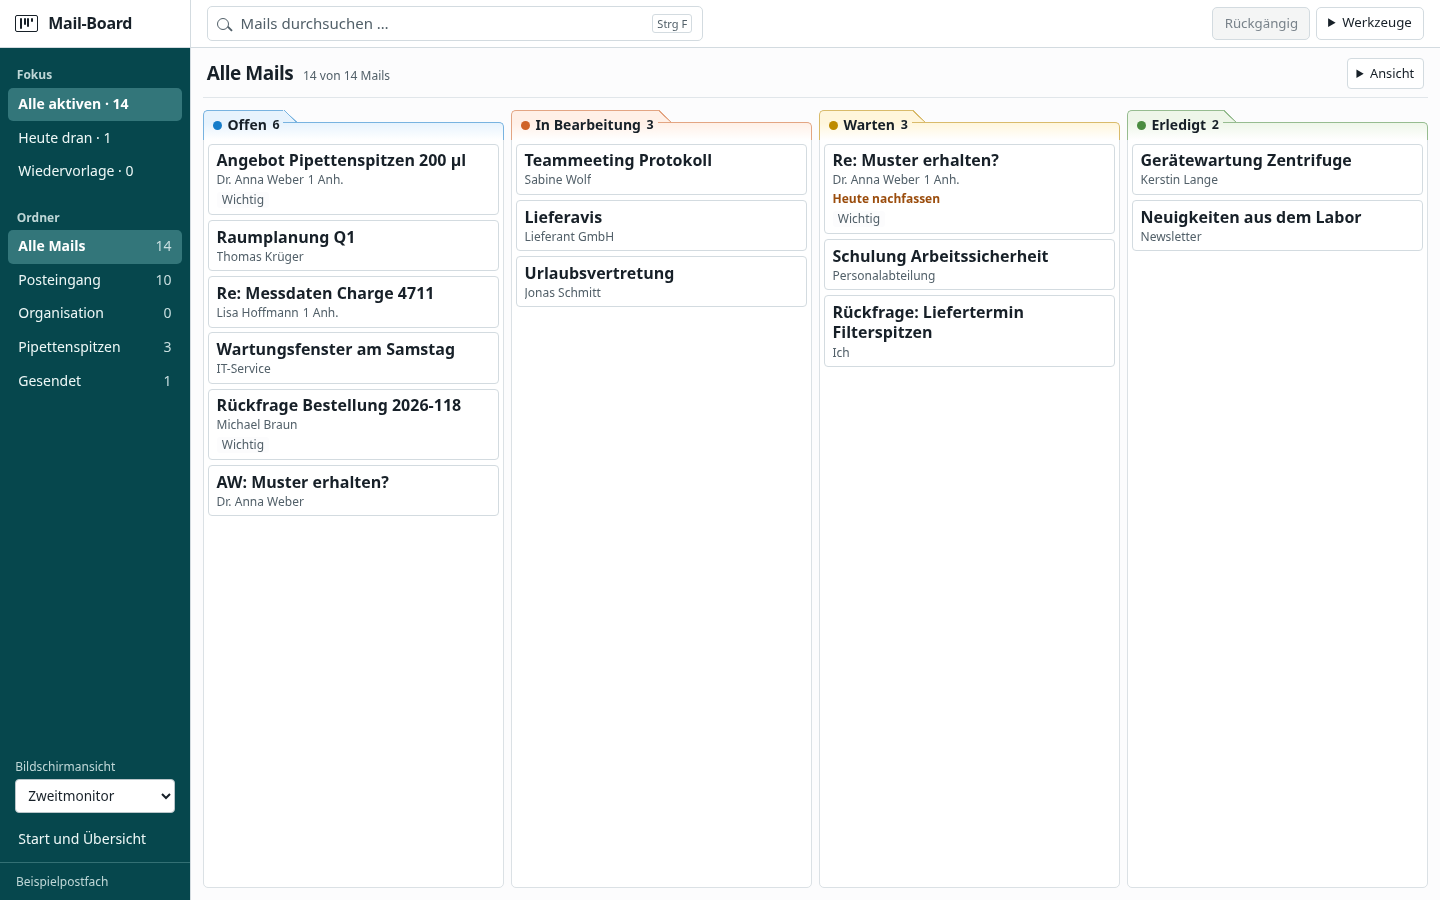 Mail-Board
Mails durchsuchen ...
Strg F
Rückgängig
Werkzeuge
Fokus
Alle aktiven · 14
Heute dran · 1
Wiedervorlage · 0
Ordner
Alle Mails 14
Posteingang 10
Organisation 0
Pipettenspitzen 3
Gesendet 1
Bildschirmansicht
Zweitmonitor
Start und Übersicht
Beispielpostfach
Alle Mails 14 von 14 Mails
Ansicht
Offen 6
Angebot Pipettenspitzen 200 µl
Dr. Anna Weber 1 Anh.
Wichtig
Raumplanung Q1
Thomas Krüger
Re: Messdaten Charge 4711
Lisa Hoffmann 1 Anh.
Wartungsfenster am Samstag
IT-Service
Rückfrage Bestellung 2026-118
Michael Braun
Wichtig
AW: Muster erhalten?
Dr. Anna Weber
In Bearbeitung 3
Teammeeting Protokoll
Sabine Wolf
Lieferavis
Lieferant GmbH
Urlaubsvertretung
Jonas Schmitt
Warten 3
Re: Muster erhalten?
Dr. Anna Weber 1 Anh.
Heute nachfassen
Wichtig
Schulung Arbeitssicherheit
Personalabteilung
Rückfrage: Liefertermin
Filterspitzen
Ich
Erledigt 2
Gerätewartung Zentrifuge
Kerstin Lange
Neuigkeiten aus dem Labor
Newsletter